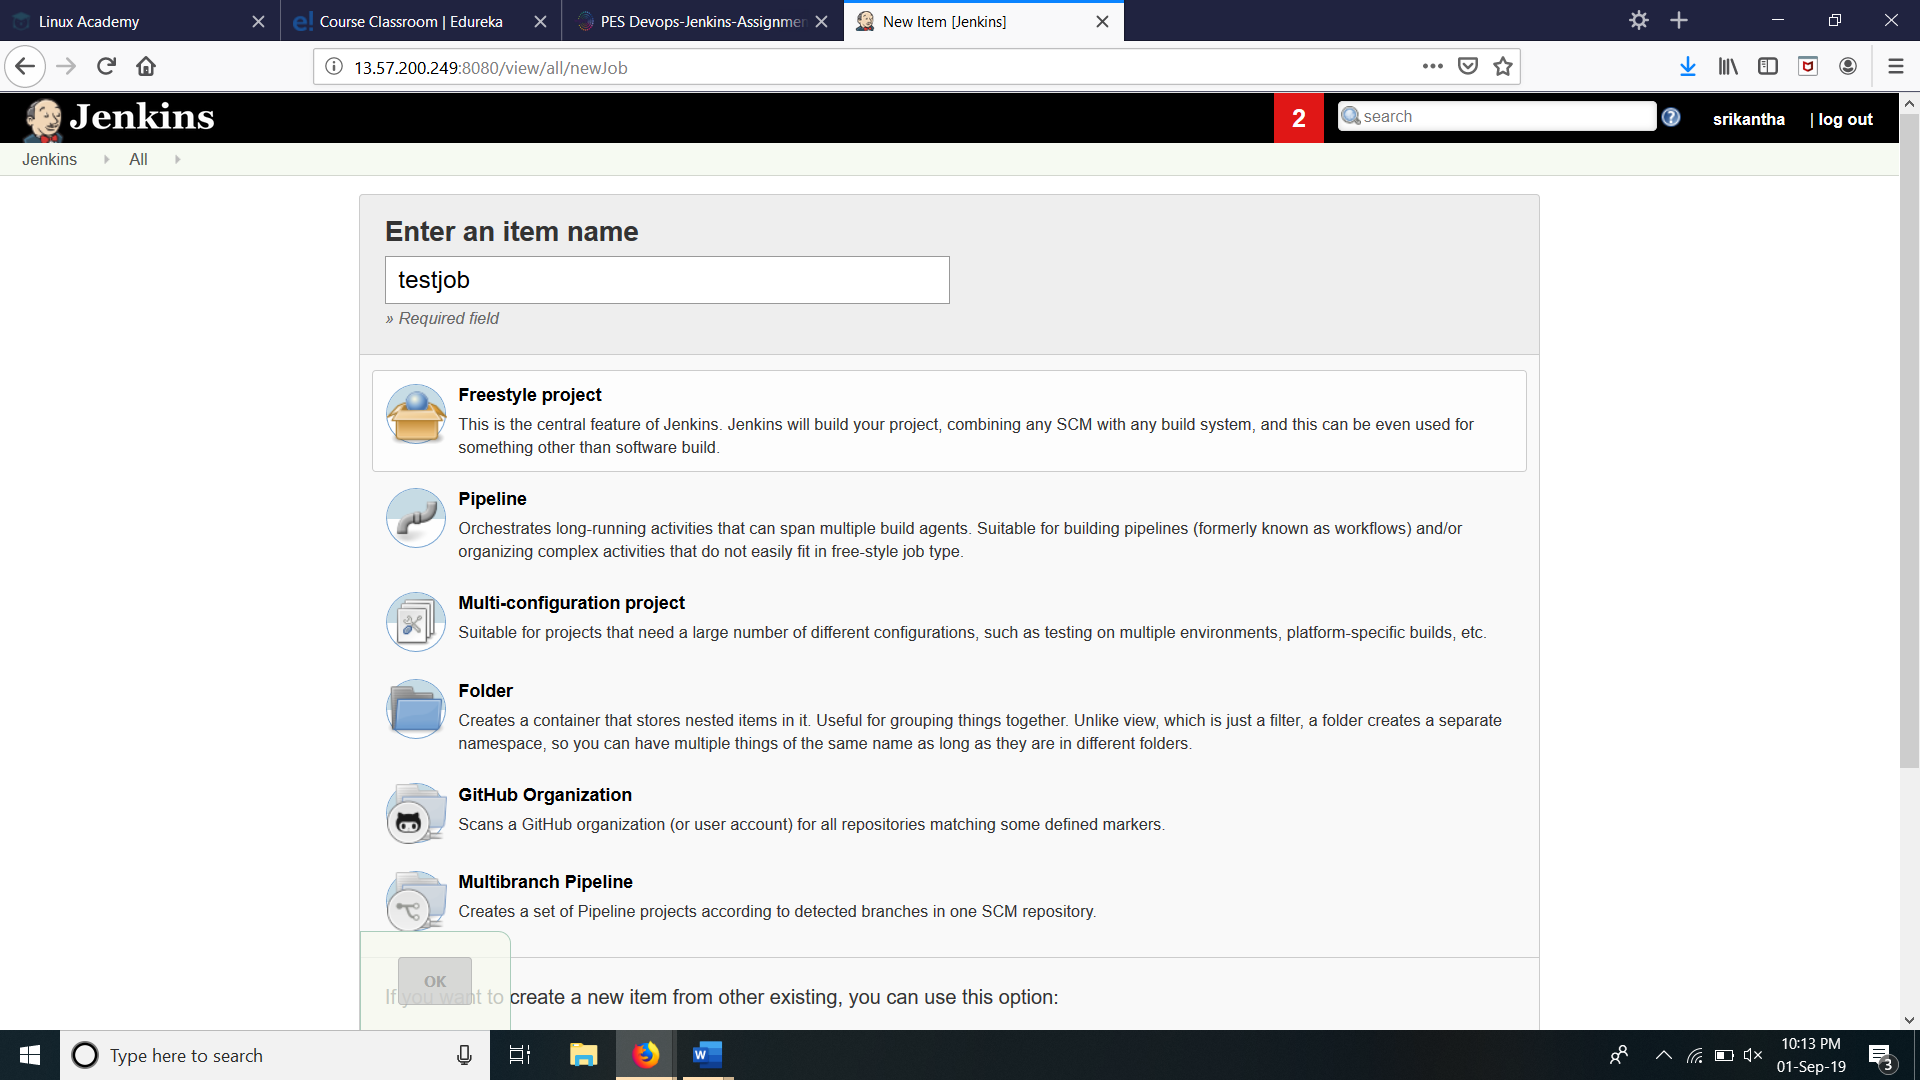 Linux Academy
Course Classroom | Edureka
PES Devops-Jenkins-Assignmen
New Item [Jenkins]
13.57.200.249:8080/view/all/newJob
Jenkins
2
search
srikantha
| log out
Jenkins
All
Enter an item name
testjob
» Required field
Freestyle project
This is the central feature of Jenkins. Jenkins will build your project, combining any SCM with any build system, and this can be even used for
something other than software build.
Pipeline
Orchestrates long-running activities that can span multiple build agents. Suitable for building pipelines (formerly known as workflows) and/or
organizing complex activities that do not easily fit in free-style job type.
Multi-configuration project
Suitable for projects that need a large number of different configurations, such as testing on multiple environments, platform-specific builds, etc.
Folder
Creates a container that stores nested items in it. Useful for grouping things together. Unlike view, which is just a filter, a folder creates a separate
namespace, so you can have multiple things of the same name as long as they are in different folders.
GitHub Organization
Scans a GitHub organization (or user account) for all repositories matching some defined markers.
Multibranch Pipeline
Creates a set of Pipeline projects according to detected branches in one SCM repository.
OK
If you want to create a new item from other existing, you can use this option:
Type here to search
10:13 PM
01-Sep-19
3